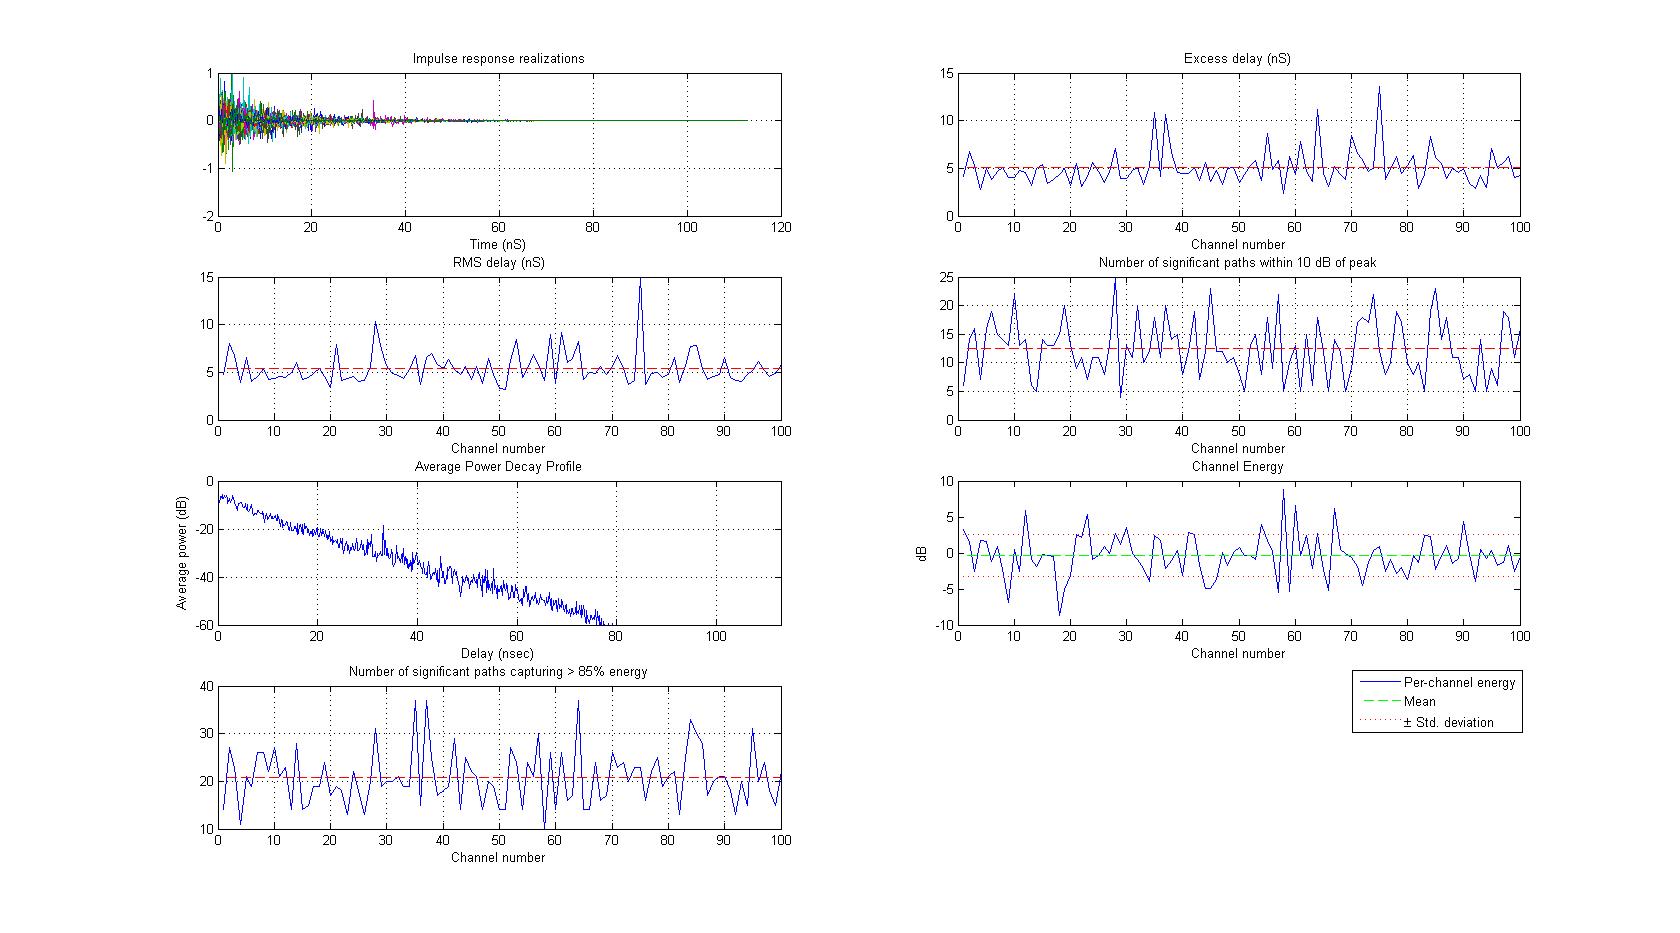 Impulse response realizations
1
0
-1
-2
0 20 40 60 80 100 120
Time (nS)
Excess delay (nS)
15
10
5
0
0 10 20 30 40 50 60 70 80 90 100
Channel number
RMS delay (nS)
15
10
5
0
0 10 20 30 40 50 60 70 80 90 100
Channel number
Number of significant paths within 10 dB of peak
25
20
15
10
5
0
0 10 20 30 40 50 60 70 80 90 100
Channel number
Average Power Decay Profile
Average power (dB)
0
-20
-40
-60
0 20 40 60 80 100
Delay (nsec)
Channel Energy
dB
10
5
0
-5
-10
0 10 20 30 40 50 60 70 80 90 100
Channel number
Per-channel energy
Mean
± Std. deviation
Number of significant paths capturing > 85% energy
40
30
20
10
0 10 20 30 40 50 60 70 80 90 100
Channel number